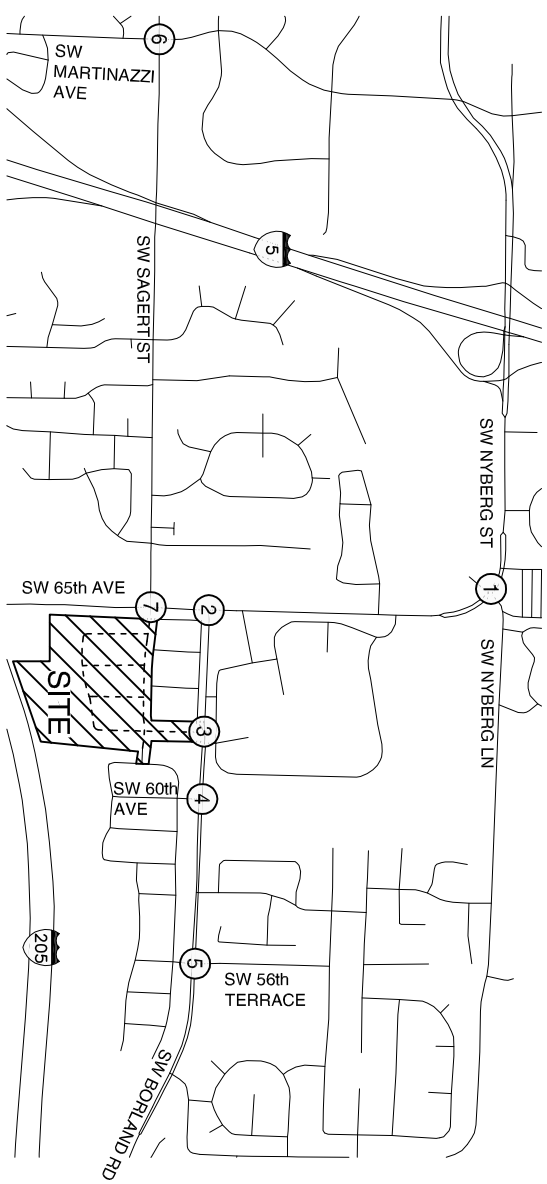 6
SW
MARTINAZZI
AVE
5
SW SAGERT ST
SW NYBERG ST
SW 65th AVE
7
2
1
SW NYBERG LN
SITE
3
SW 60th
AVE
4
205
5
SW 56th
TERRACE
SW BORLAND RD